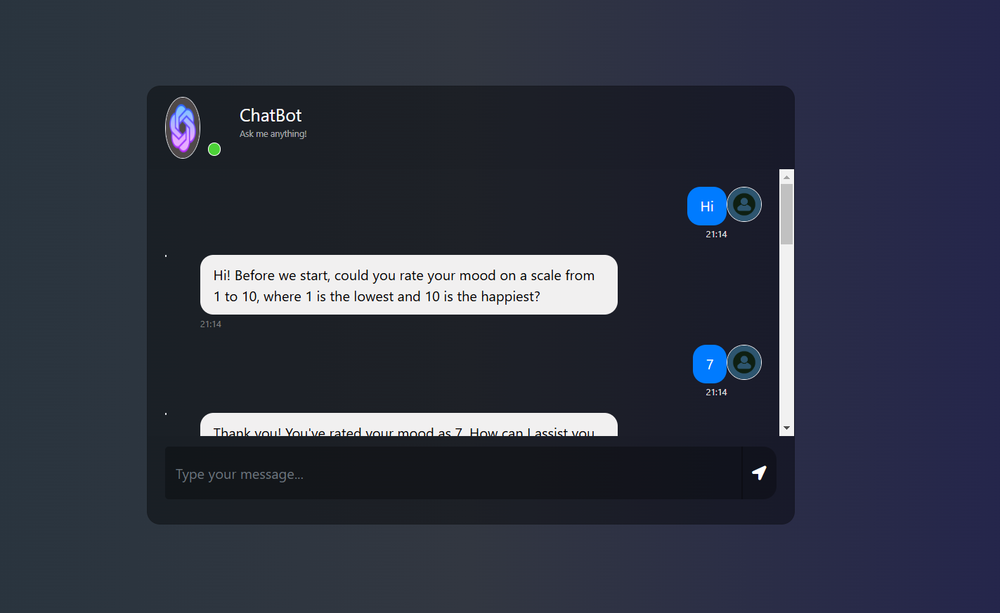 ChatBot
Ask me anything!
Hi
21:14
Hi! Before we start, could you rate your mood on a scale from
1 to 10, where 1 is the lowest and 10 is the happiest?
21:14
7
21:14
Thank you! You've rated your mood as 7. How can I assist you
Type your message...